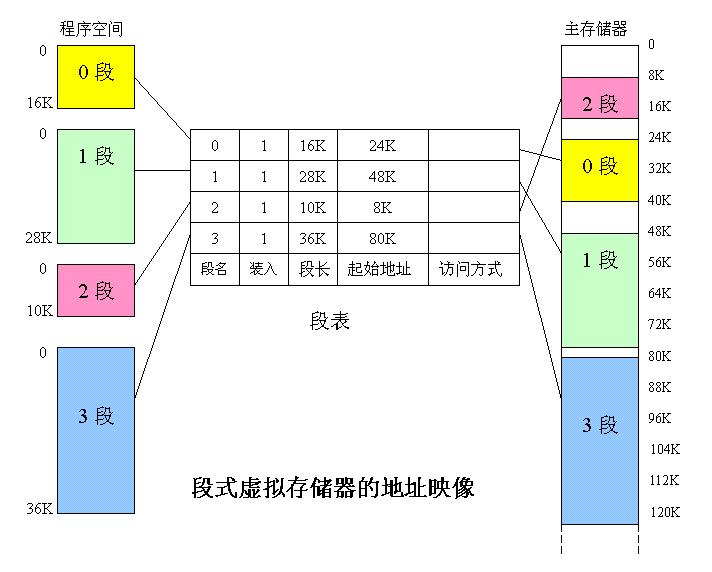 程序空间
0
0 段
16K
0
1 段
28K
0
2 段
10K
0
3 段
36K
0 1 16K 24K
1 1 28K 48K
2 1 10K 8K
3 1 36K 80K
段名 装入 段长 起始地址 访问方式
段表
段式虚拟存储器的地址映像
主存储器
0
8K
2 段
16K
24K
0 段
32K
40K
48K
1 段
56K
64K
72K
80K
88K
96K
3 段
104K
112K
120K